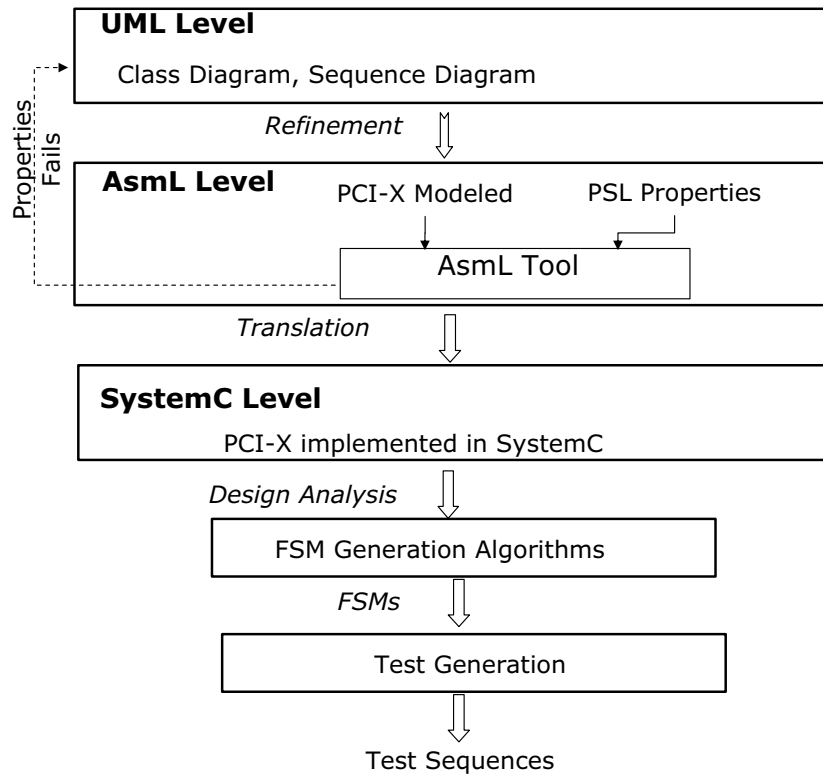 UML Level
Class Diagram, Sequence Diagram
Properties
Fails
Refinement
AsmL Level
PCI-X Modeled
PSL Properties
AsmL Tool
Translation
SystemC Level
PCI-X implemented in SystemC
Design Analysis
FSM Generation Algorithms
FSMs
Test Generation
Test Sequences